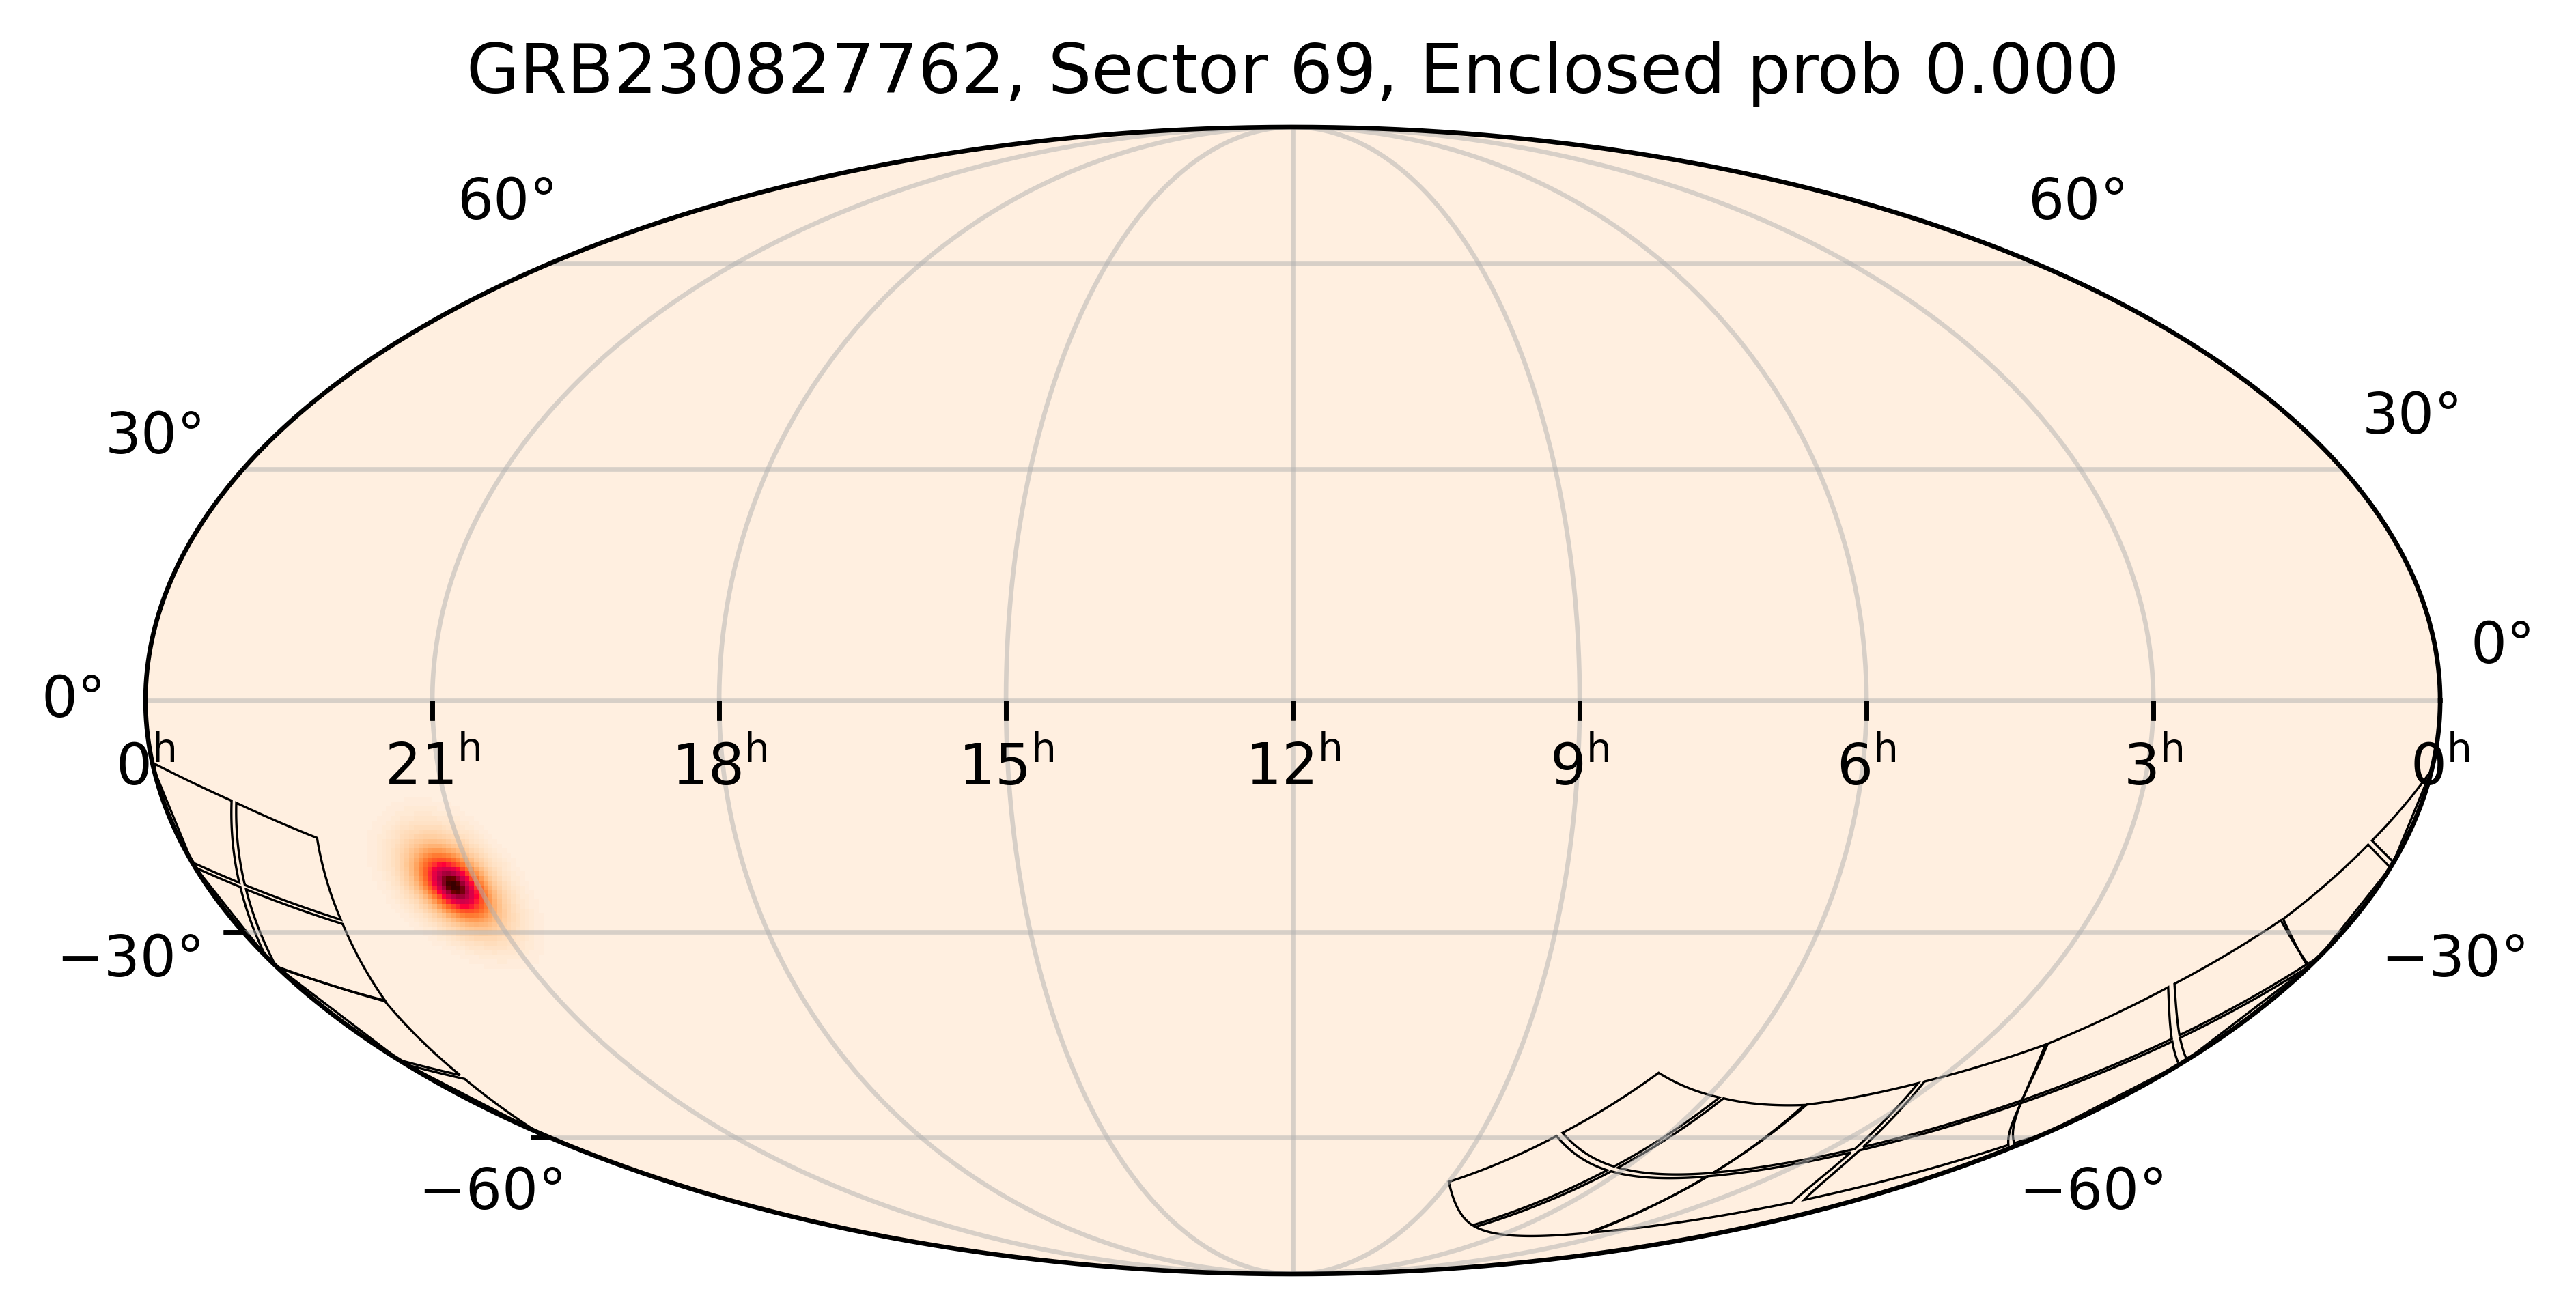 GRB230827762, Sector 69, Enclosed prob 0.000
60° 60°
30° 30°
0° 0°
0ʰ 21ʰ 18ʰ 15ʰ 12ʰ 9ʰ 6ʰ 3ʰ 0ʰ
−30° −30°
−60° −60°